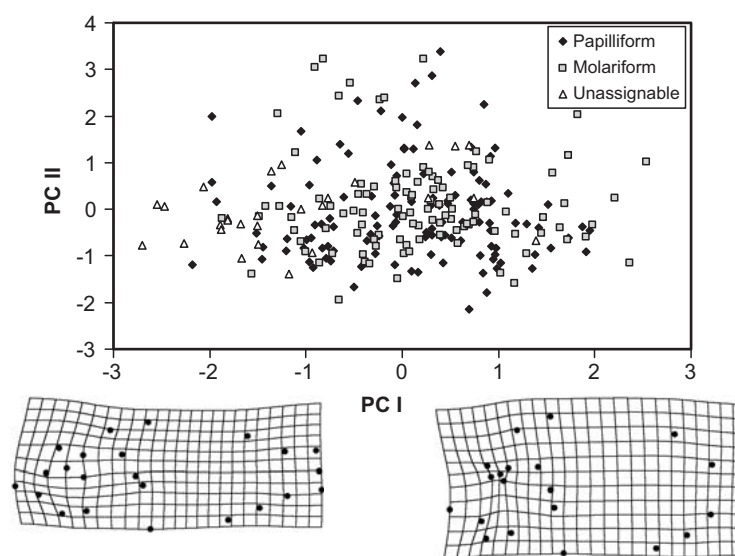 4
Papilliform
3
Molariform
Unassignable
2
1
PC II
0
-1
-2
-3
-3 -2 -1 0 1 2 3
PC I